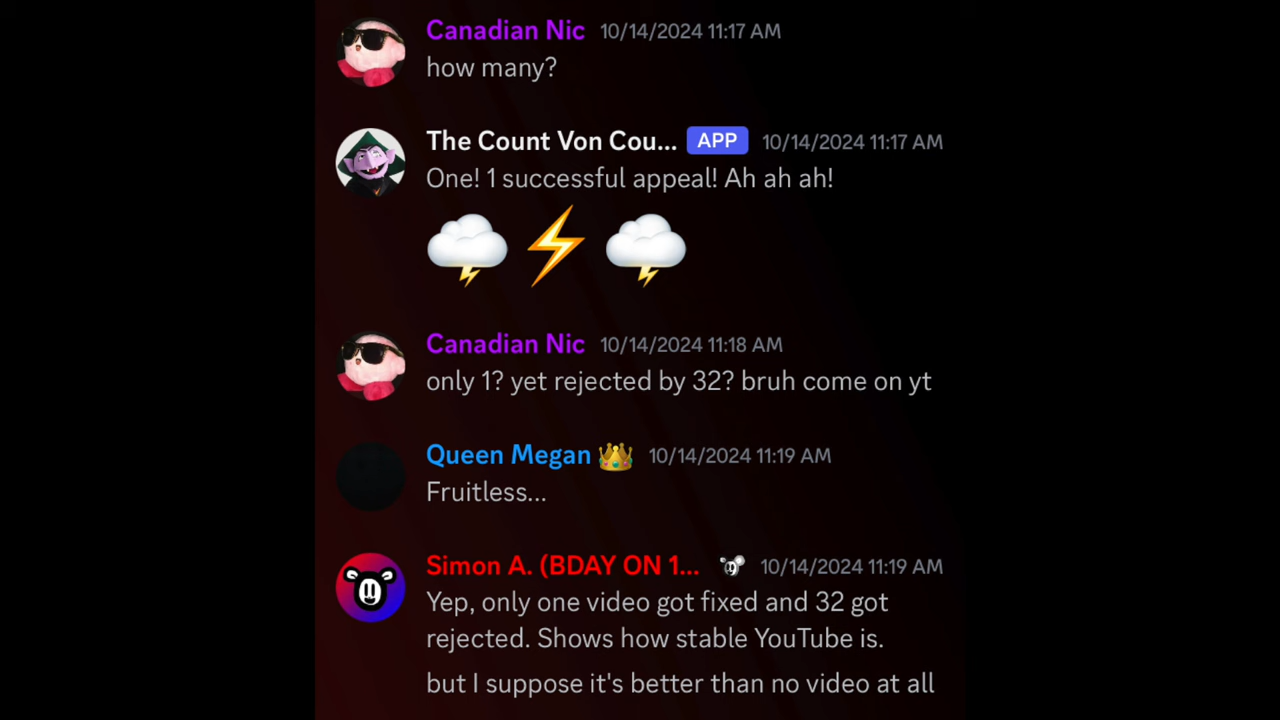 Canadian Nic 10/14/2024 11:17 AM
how many?
The Count Von Cou... APP 10/14/2024 11:17 AM
One! 1 successful appeal! Ah ah ah!
Canadian Nic 10/14/2024 11:18 AM
only 1? yet rejected by 32? bruh come on yt
Queen Megan 10/14/2024 11:19 AM
Fruitless...
Simon A. (BDAY ON 1... 10/14/2024 11:19 AM
Yep, only one video got fixed and 32 got
rejected. Shows how stable YouTube is.
but I suppose it's better than no video at all